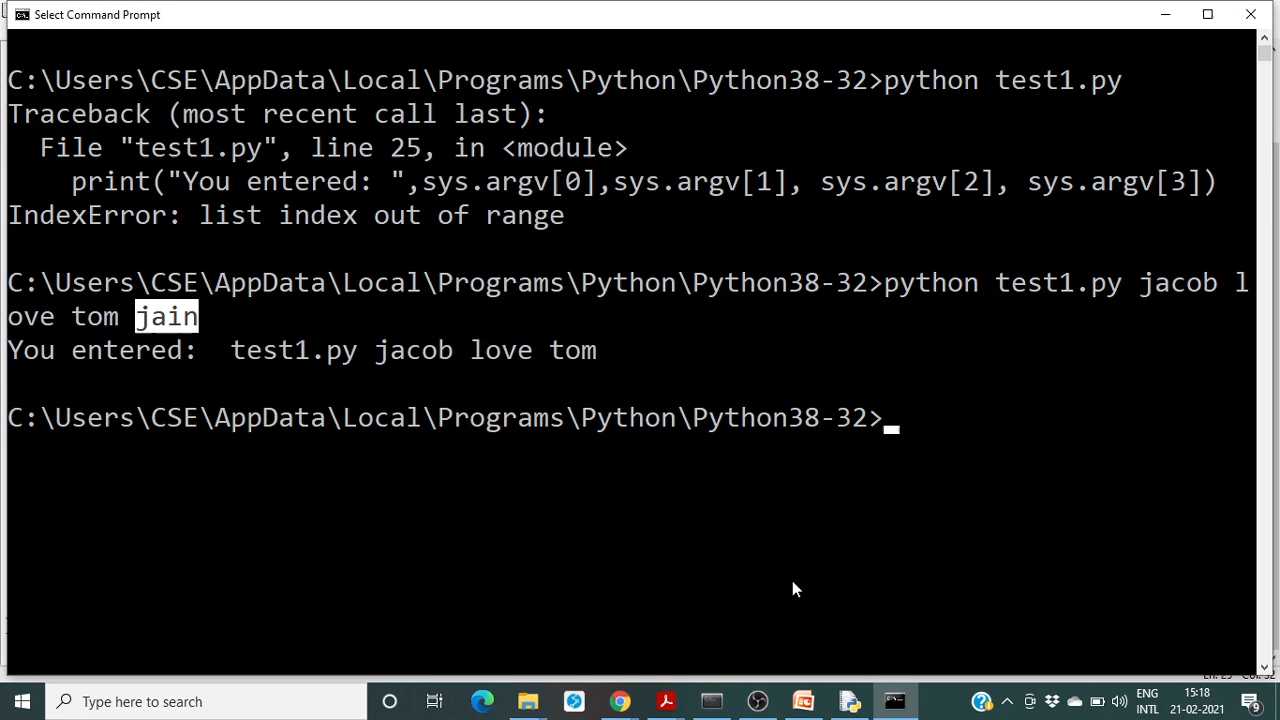 Select Command Prompt
C:\Users\CSE\AppData\Local\Programs\Python\Python38-32>python test1.py
Traceback (most recent call last):
  File "test1.py", line 25, in <module>
    print("You entered: ",sys.argv[0],sys.argv[1], sys.argv[2], sys.argv[3])
IndexError: list index out of range
C:\Users\CSE\AppData\Local\Programs\Python\Python38-32>python test1.py jacob l
ove tom jain
You entered:  test1.py jacob love tom
C:\Users\CSE\AppData\Local\Programs\Python\Python38-32>
Type here to search
ENG
INTL
15:18
21-02-2021
9